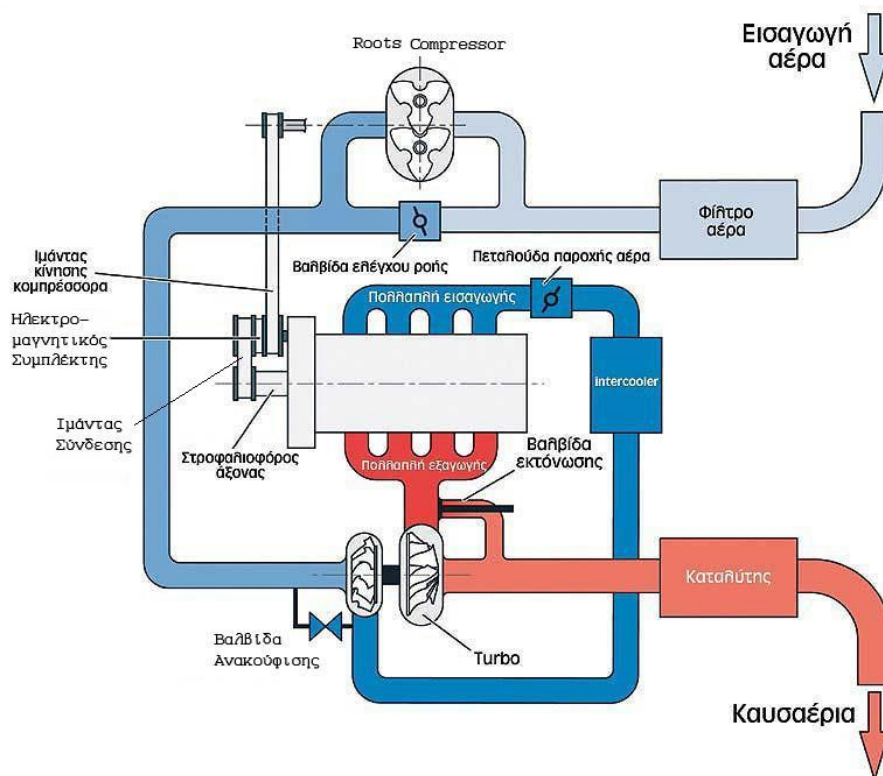 Roots Compressor
Εισαγωγή
αέρα
Φίλτρο
αέρα
Ιμάντας
κίνησης
κομπρέσσορα
Βαλβίδα ελέγχου ροής
Πεταλούδα παροχής αέρα
Πολλαπλή εισαγωγής
Ηλεκτρο-
μαγνητικός
Συμπλέκτης
intercooler
Ιμάντας
Σύνδεσης
Στροφαλιοφόρος
άξονας
Πολλαπλή εξαγωγής
Βαλβίδα
εκτόνωσης
Καταλύτης
Βαλβίδα
Ανακούφισης
Turbo
Καυσαέρια